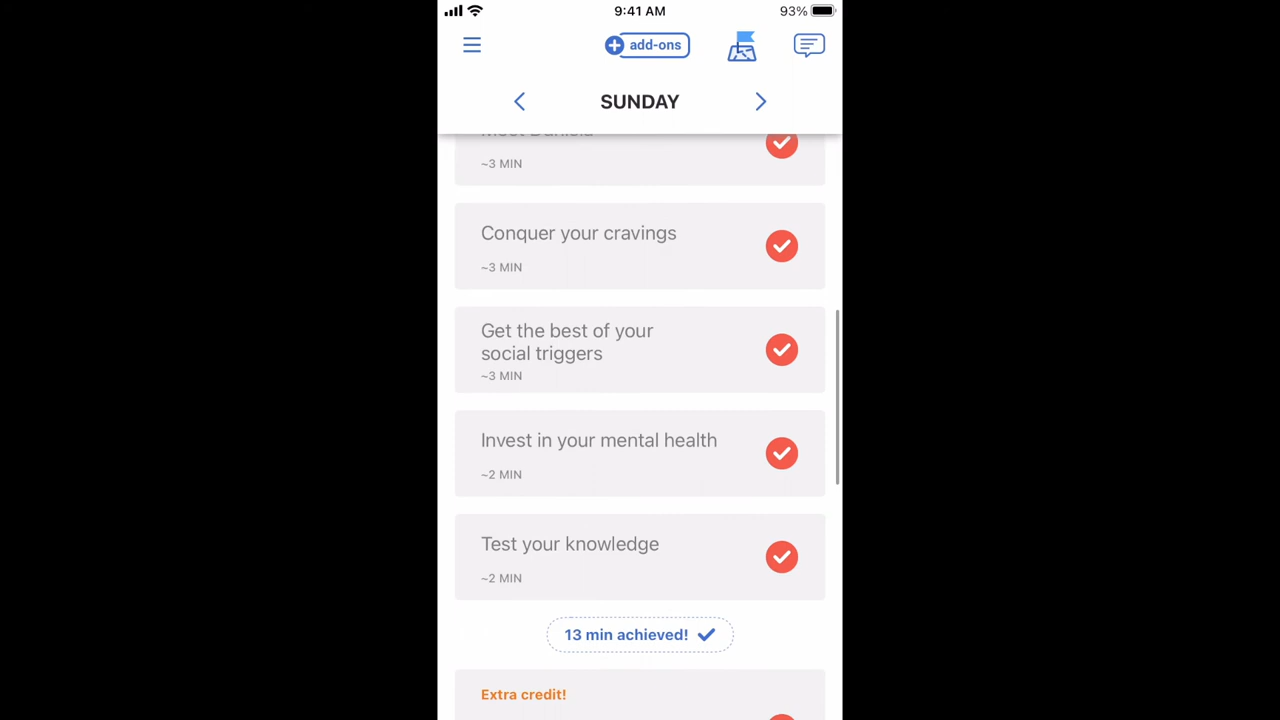 9:41 AM
93%
add-ons
SUNDAY
~3 MIN
Conquer your cravings
~3 MIN
Get the best of your
social triggers
~3 MIN
Invest in your mental health
~2 MIN
Test your knowledge
~2 MIN
13 min achieved!
Extra credit!